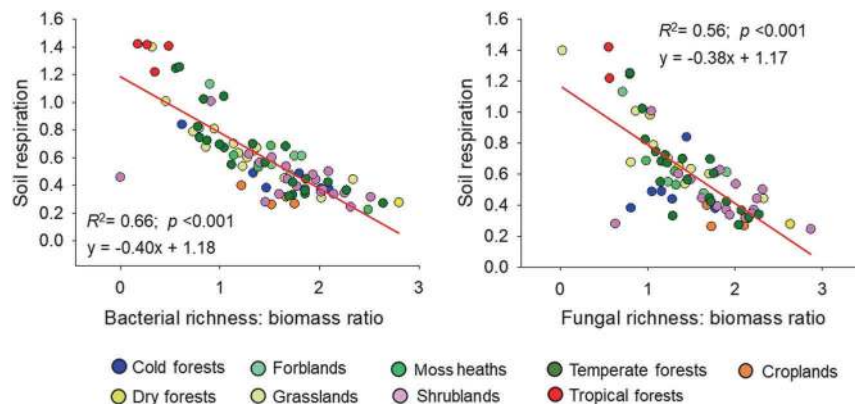 1.6
1.4
1.2
1.0
0.8
0.6
0.4
0.2
0.0
Soil respiration
R²= 0.66; p <0.001
y = -0.40x + 1.18
0 1 2 3
Bacterial richness: biomass ratio
1.6
1.4
1.2
1.0
0.8
0.6
0.4
0.2
0.0
Soil respiration
R²= 0.56; p <0.001
y = -0.38x + 1.17
0 1 2 3
Fungal richness: biomass ratio
Cold forests Forblands Moss heaths Temperate forests Croplands
Dry forests Grasslands Shrublands Tropical forests